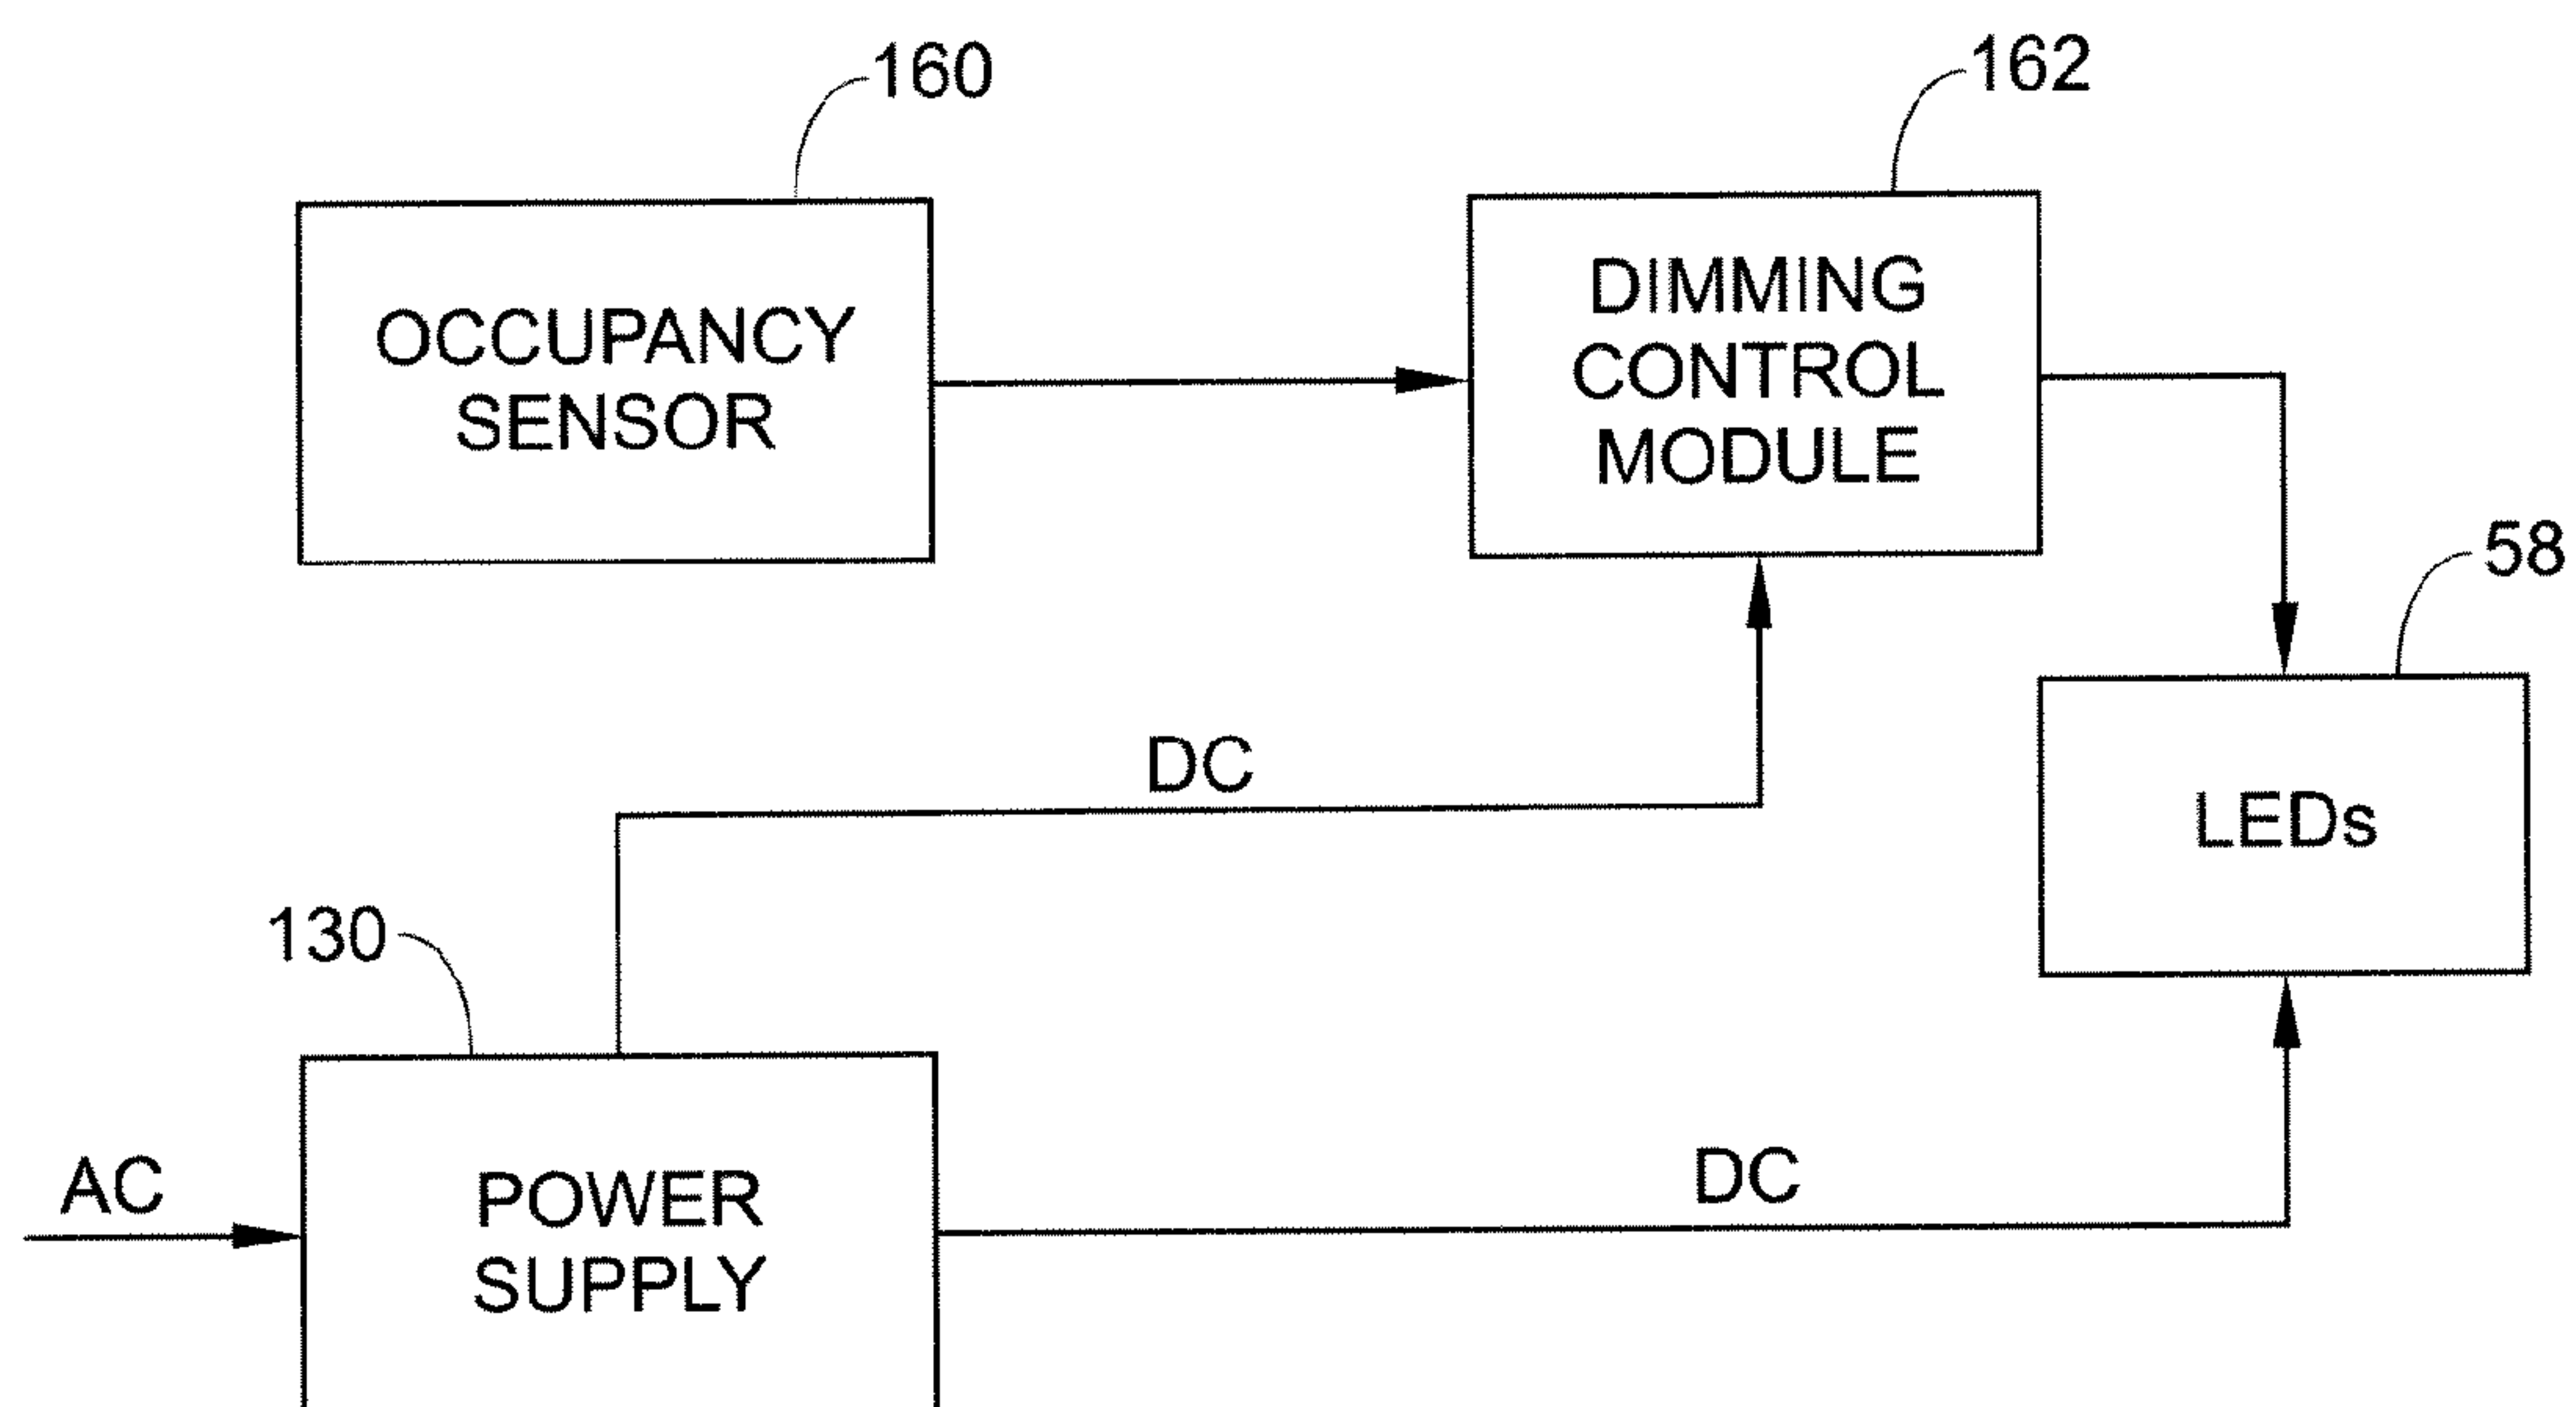 160
162
OCCUPANCY
SENSOR
DIMMING
CONTROL
MODULE
58
DC
LEDs
130
AC
POWER
SUPPLY
DC